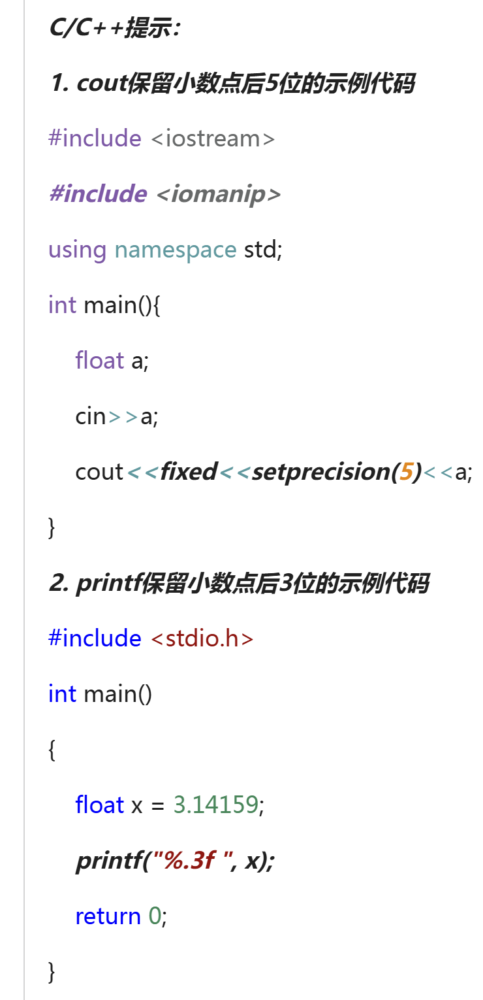 C/C++提示：
1. cout保留小数点后5位的示例代码
#include <iostream>
#include <iomanip>
using namespace std;
int main(){
float a;
cin>>a;
cout<<fixed<<setprecision(5)<<a;
}
2. printf保留小数点后3位的示例代码
#include <stdio.h>
int main()
{
float x = 3.14159;
printf("%.3f ", x);
return 0;
}